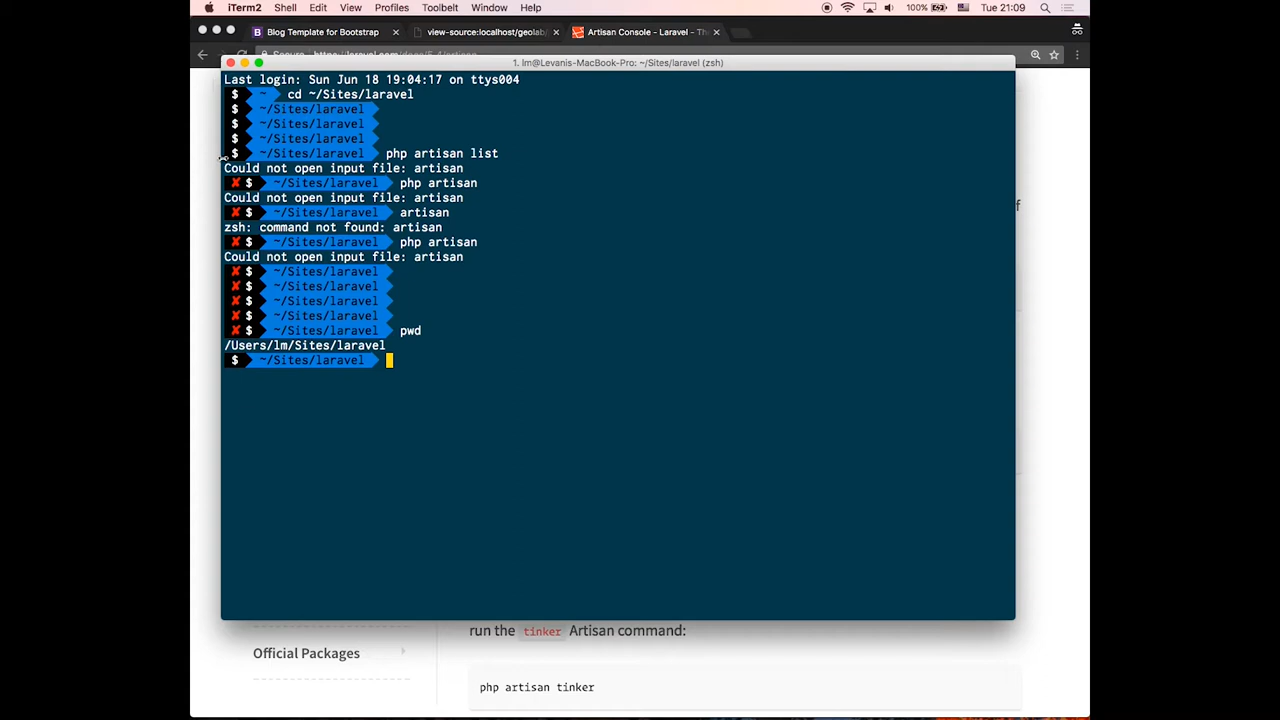 iTerm2 Shell Edit View Profiles Toolbelt Window Help 100% Tue 21:09
Blog Template for Bootstrap view-source:localhost/geolab/ Artisan Console - Laravel - The
1. lm@Levanis-MacBook-Pro: ~/Sites/laravel (zsh)
Last login: Sun Jun 18 19:04:17 on ttys004
$ ~ cd ~/Sites/laravel
$ ~/Sites/laravel
$ ~/Sites/laravel
$ ~/Sites/laravel
$ ~/Sites/laravel php artisan list
Could not open input file: artisan
✘ $ ~/Sites/laravel php artisan
Could not open input file: artisan
✘ $ ~/Sites/laravel artisan
zsh: command not found: artisan
✘ $ ~/Sites/laravel php artisan
Could not open input file: artisan
✘ $ ~/Sites/laravel
✘ $ ~/Sites/laravel
✘ $ ~/Sites/laravel
✘ $ ~/Sites/laravel
✘ $ ~/Sites/laravel pwd
/Users/lm/Sites/laravel
$ ~/Sites/laravel
run the tinker Artisan command:
Official Packages
php artisan tinker